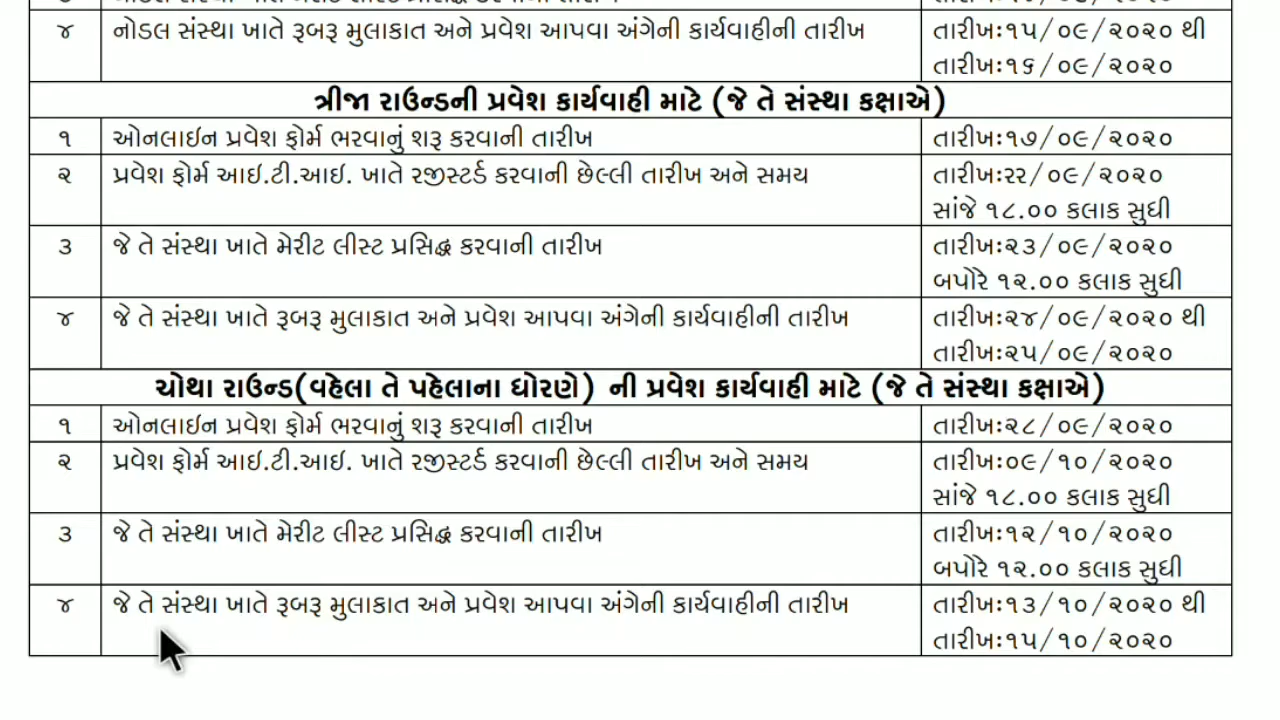 ૪ નોડલ સંસ્થા ખાતે રૂબરૂ મુલાકાત અને પ્રવેશ આપવા અંગેની કાર્યવાહીની તારીખ તારીખઃ૧૫/૦૯/૨૦૨૦ થી
તારીખઃ૧૬/૦૯/૨૦૨૦
ત્રીજા રાઉન્ડની પ્રવેશ કાર્યવાહી માટે (જે તે સંસ્થા કક્ષાએ)
૧ ઓનલાઈન પ્રવેશ ફોર્મ ભરવાનું શરૂ કરવાની તારીખ તારીખઃ૧૭/૦૯/૨૦૨૦
૨ પ્રવેશ ફોર્મ આઈ.ટી.આઈ. ખાતે રજીસ્ટર્ડ કરવાની છેલ્લી તારીખ અને સમય તારીખઃ૨૨/૦૯/૨૦૨૦
સાંજે ૧૮.૦૦ કલાક સુધી
૩ જે તે સંસ્થા ખાતે મેરીટ લીસ્ટ પ્રસિદ્ધ કરવાની તારીખ તારીખઃ૨૩/૦૯/૨૦૨૦
બપોરે ૧૨.૦૦ કલાક સુધી
૪ જે તે સંસ્થા ખાતે રૂબરૂ મુલાકાત અને પ્રવેશ આપવા અંગેની કાર્યવાહીની તારીખ તારીખઃ૨૪/૦૯/૨૦૨૦ થી
તારીખઃ૨૫/૦૯/૨૦૨૦
ચોથા રાઉન્ડ(વહેલા તે પહેલાના ધોરણે) ની પ્રવેશ કાર્યવાહી માટે (જે તે સંસ્થા કક્ષાએ)
૧ ઓનલાઈન પ્રવેશ ફોર્મ ભરવાનું શરૂ કરવાની તારીખ તારીખઃ૨૮/૦૯/૨૦૨૦
૨ પ્રવેશ ફોર્મ આઈ.ટી.આઈ. ખાતે રજીસ્ટર્ડ કરવાની છેલ્લી તારીખ અને સમય તારીખઃ૦૯/૧૦/૨૦૨૦
સાંજે ૧૮.૦૦ કલાક સુધી
૩ જે તે સંસ્થા ખાતે મેરીટ લીસ્ટ પ્રસિદ્ધ કરવાની તારીખ તારીખઃ૧૨/૧૦/૨૦૨૦
બપોરે ૧૨.૦૦ કલાક સુધી
૪ જે તે સંસ્થા ખાતે રૂબરૂ મુલાકાત અને પ્રવેશ આપવા અંગેની કાર્યવાહીની તારીખ તારીખઃ૧૩/૧૦/૨૦૨૦ થી
તારીખઃ૧૫/૧૦/૨૦૨૦